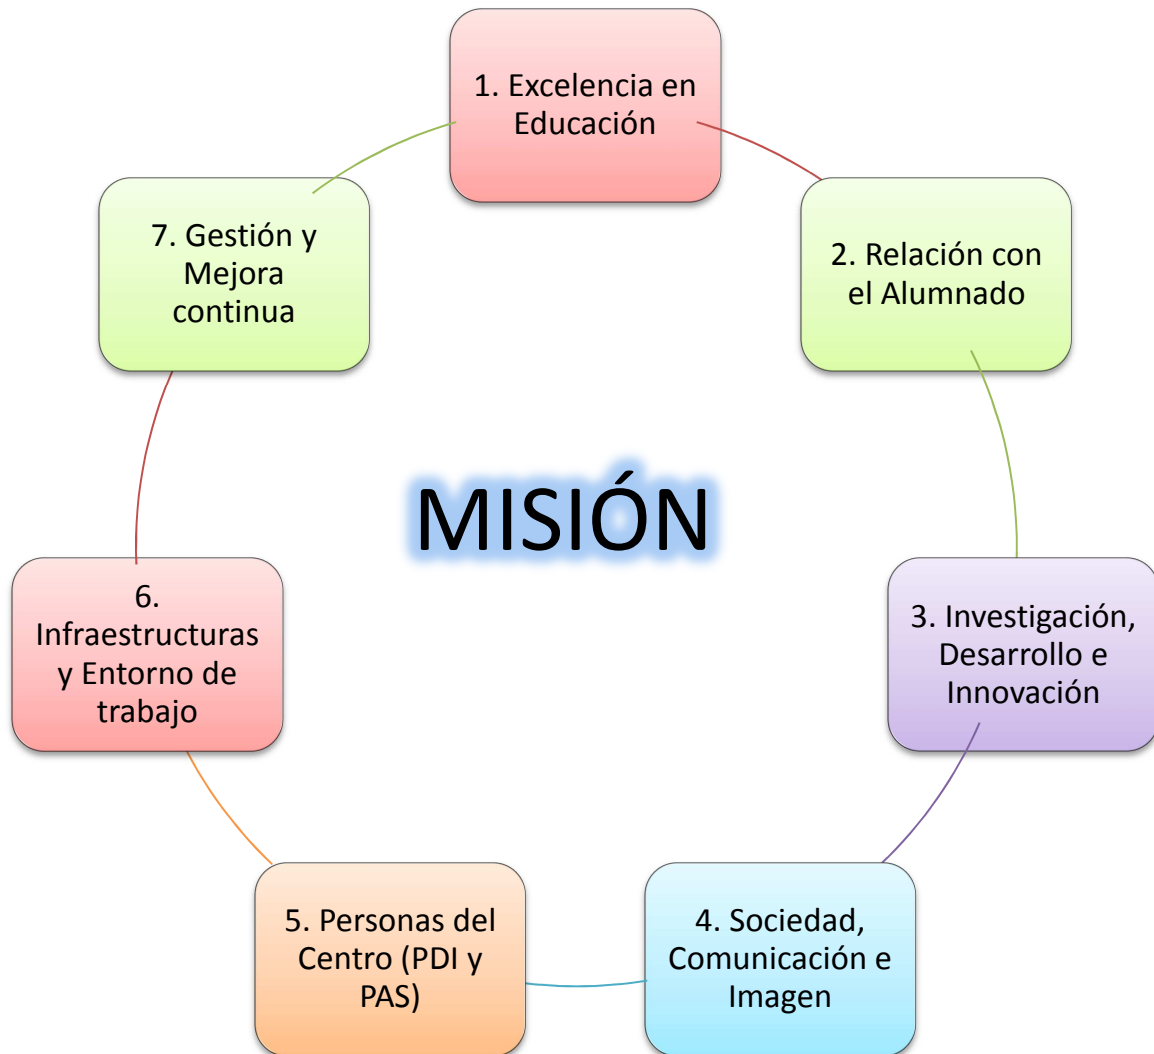 1. Excelencia en
Educación
2. Relación con
el Alumnado
3. Investigación,
Desarrollo e
Innovación
4. Sociedad,
Comunicación e
Imagen
5. Personas del
Centro (PDI y
PAS)
6.
Infraestructuras
y Entorno de
trabajo
7. Gestión y
Mejora
continua
MISIÓN